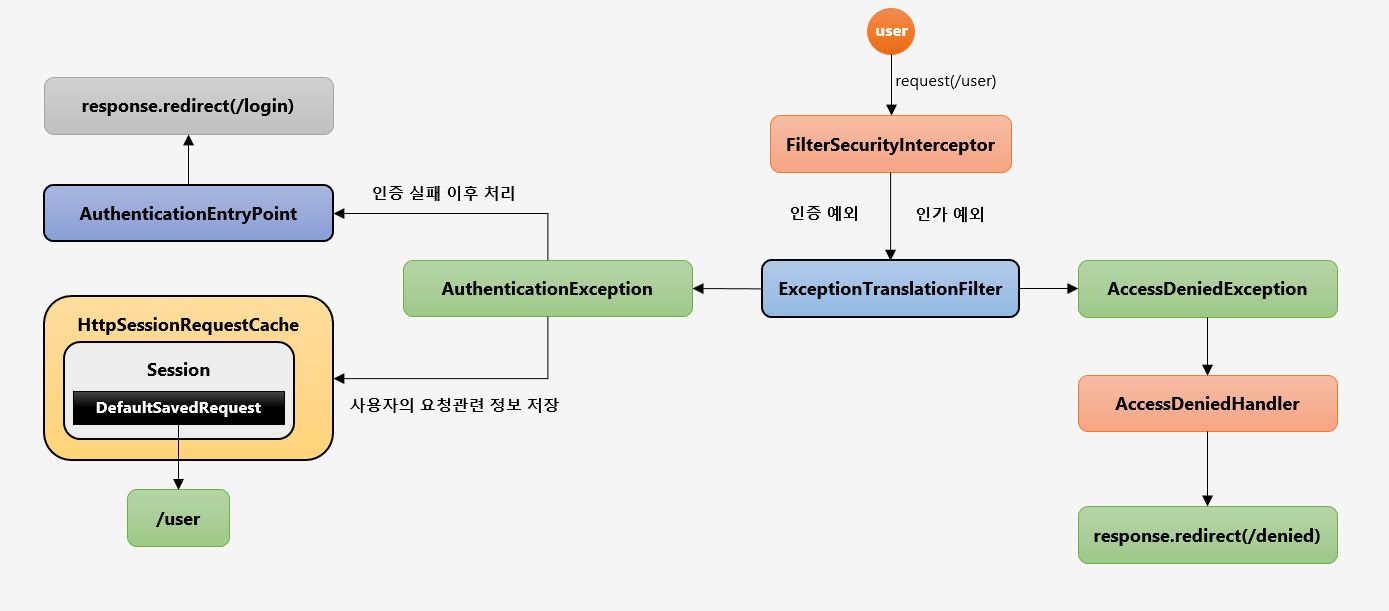 user
request(/user)
response.redirect(/login)
FilterSecurityInterceptor
AuthenticationEntryPoint
인증 실패 이후 처리
인증 예외
인가 예외
AuthenticationException
ExceptionTranslationFilter
AccessDeniedException
HttpSessionRequestCache
Session
DefaultSavedRequest
사용자의 요청관련 정보 저장
AccessDeniedHandler
/user
response.redirect(/denied)